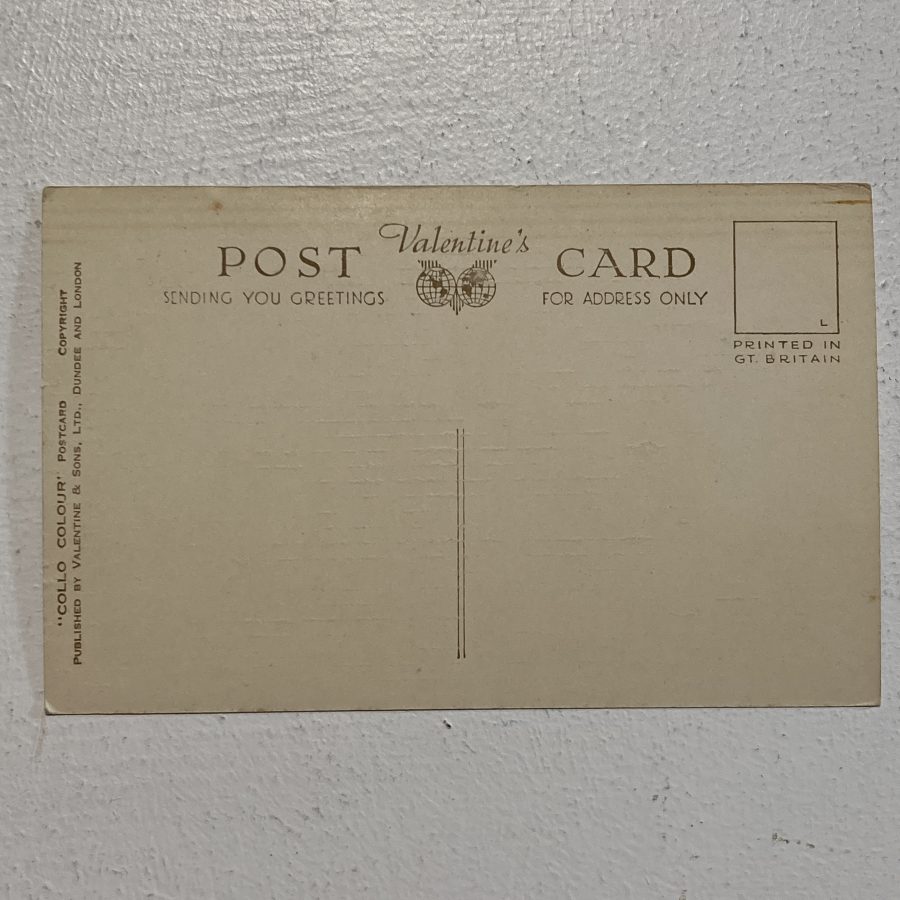 Valentine's
POST CARD
SENDING YOU GREETINGS
FOR ADDRESS ONLY
L
PRINTED IN
GT. BRITAIN
"COLLO COLOUR' POSTCARD COPYRIGHT
PUBLISHED BY VALENTINE & SONS, LTD., DUNDEE AND LONDON